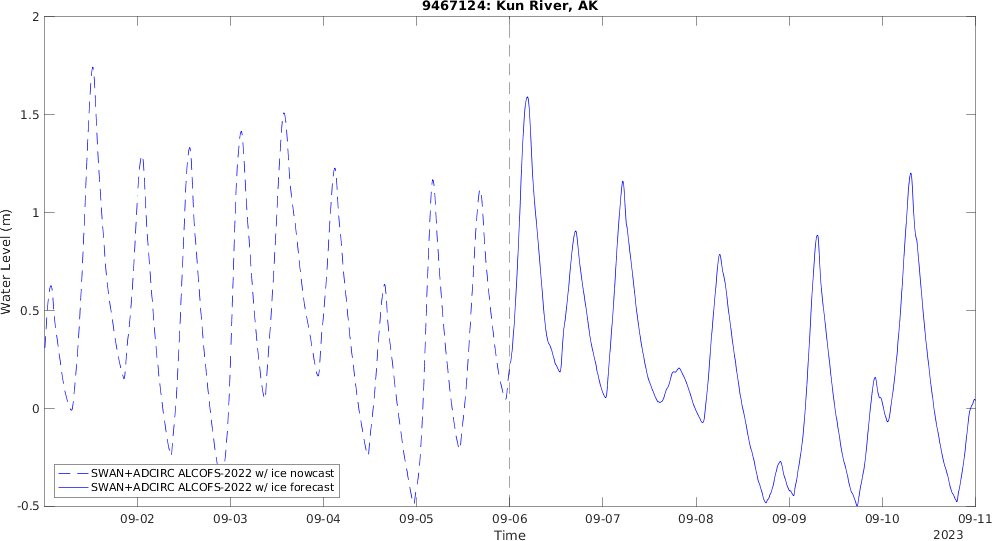 9467124: Kun River, AK
2
1.5
1
0.5
0
-0.5
Water Level (m)
SWAN+ADCIRC ALCOFS-2022 w/ ice nowcast
SWAN+ADCIRC ALCOFS-2022 w/ ice forecast
09-02 09-03 09-04 09-05 09-06 09-07 09-08 09-09 09-10 09-11
Time
2023